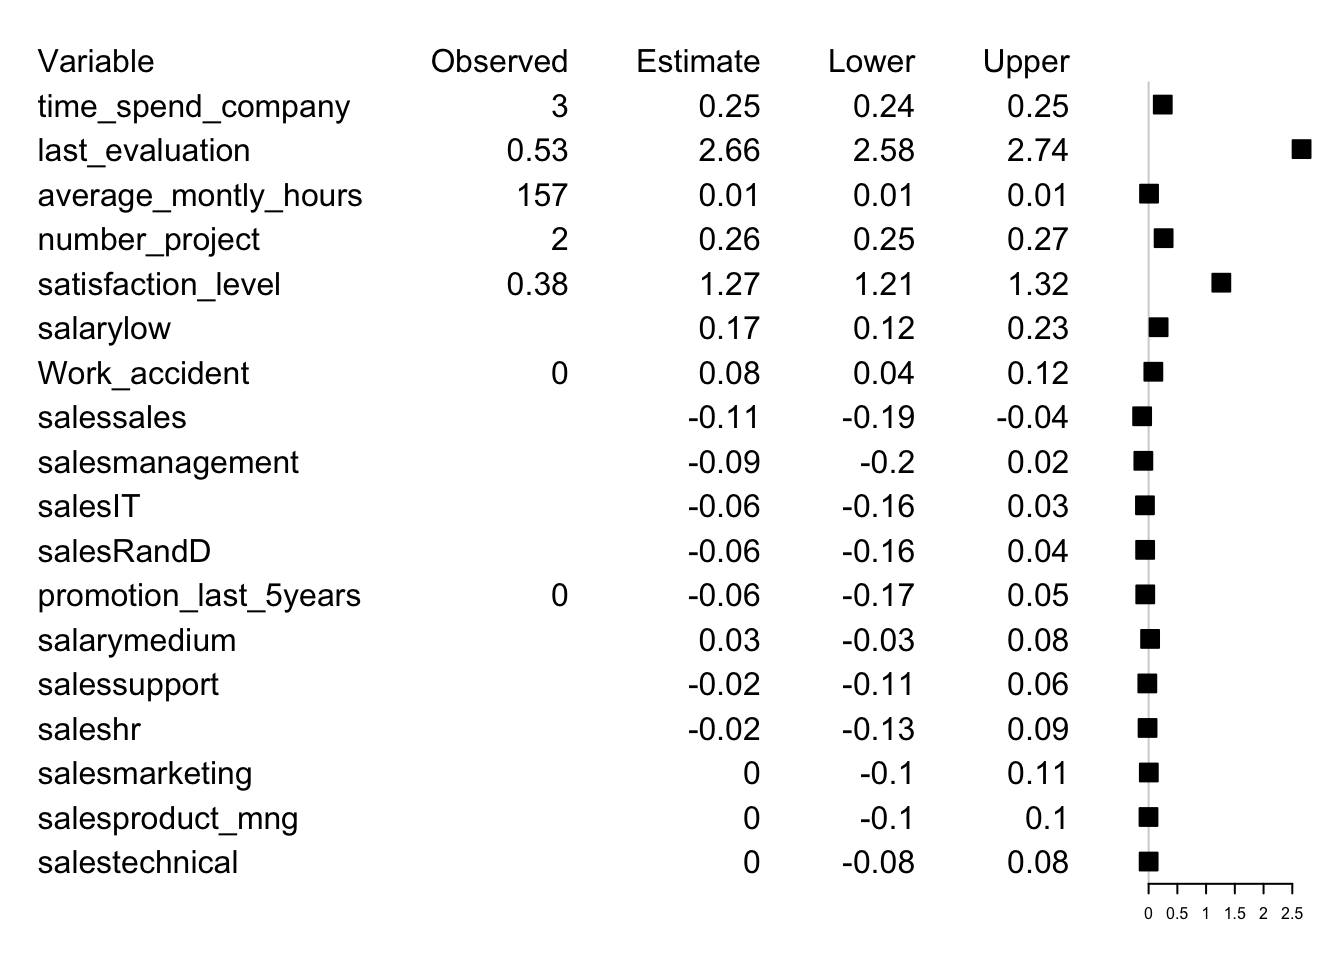 Variable Observed Estimate Lower Upper
time_spend_company 3 0.25 0.24 0.25
last_evaluation 0.53 2.66 2.58 2.74
average_montly_hours 157 0.01 0.01 0.01
number_project 2 0.26 0.25 0.27
satisfaction_level 0.38 1.27 1.21 1.32
salarylow 0.17 0.12 0.23
Work_accident 0 0.08 0.04 0.12
salessales -0.11 -0.19 -0.04
salesmanagement -0.09 -0.2 0.02
salesIT -0.06 -0.16 0.03
salesRandD -0.06 -0.16 0.04
promotion_last_5years 0 -0.06 -0.17 0.05
salarymedium 0.03 -0.03 0.08
salessupport -0.02 -0.11 0.06
saleshr -0.02 -0.13 0.09
salesmarketing 0 -0.1 0.11
salesproduct_mng 0 -0.1 0.1
salestechnical 0 -0.08 0.08
0 0.5 1 1.5 2 2.5